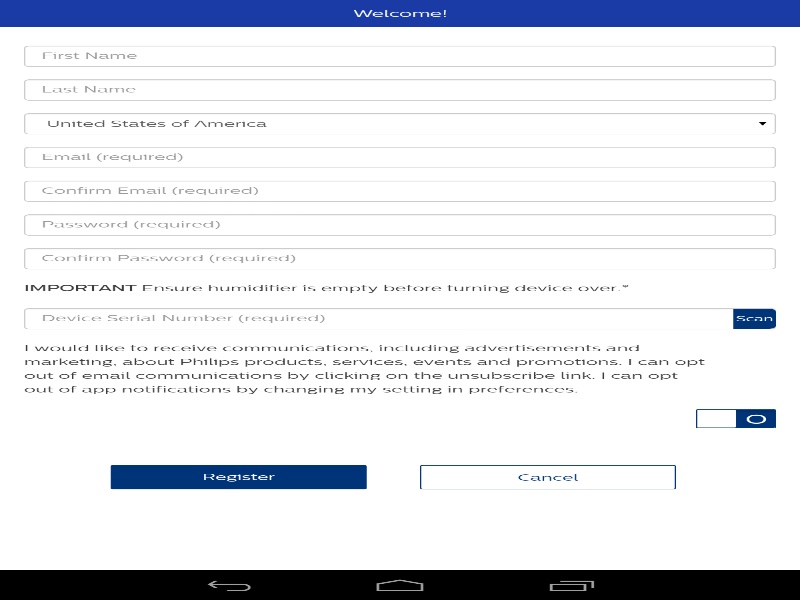 Welcome!
First Name
Last Name
United States of America
Email (required)
Confirm Email (required)
Password (required)
Confirm Password (required)
IMPORTANT Ensure humidifier is empty before turning device over.*
Device Serial Number (required)
Scan
I would like to receive communications, including advertisements and
marketing, about Philips products, services, events and promotions. I can opt
out of email communications by clicking on the unsubscribe link. I can opt
out of app notifications by changing my setting in preferences.
Register
Cancel